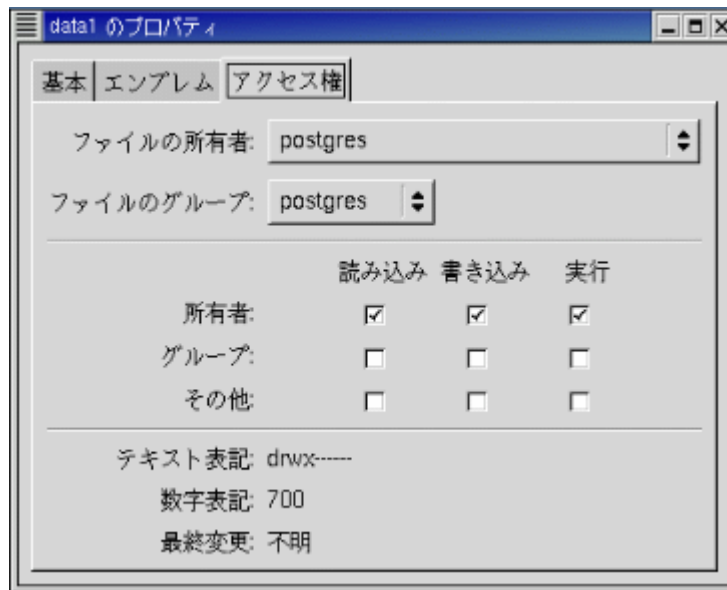 data1 のプロパティ
基本 エンブレム アクセス権
ファイルの所有者: postgres
ファイルのグループ: postgres
読み込み 書き込み 実行
所有者:
グループ:
その他:
テキスト表記: drwx------
数字表記: 700
最終変更: 不明